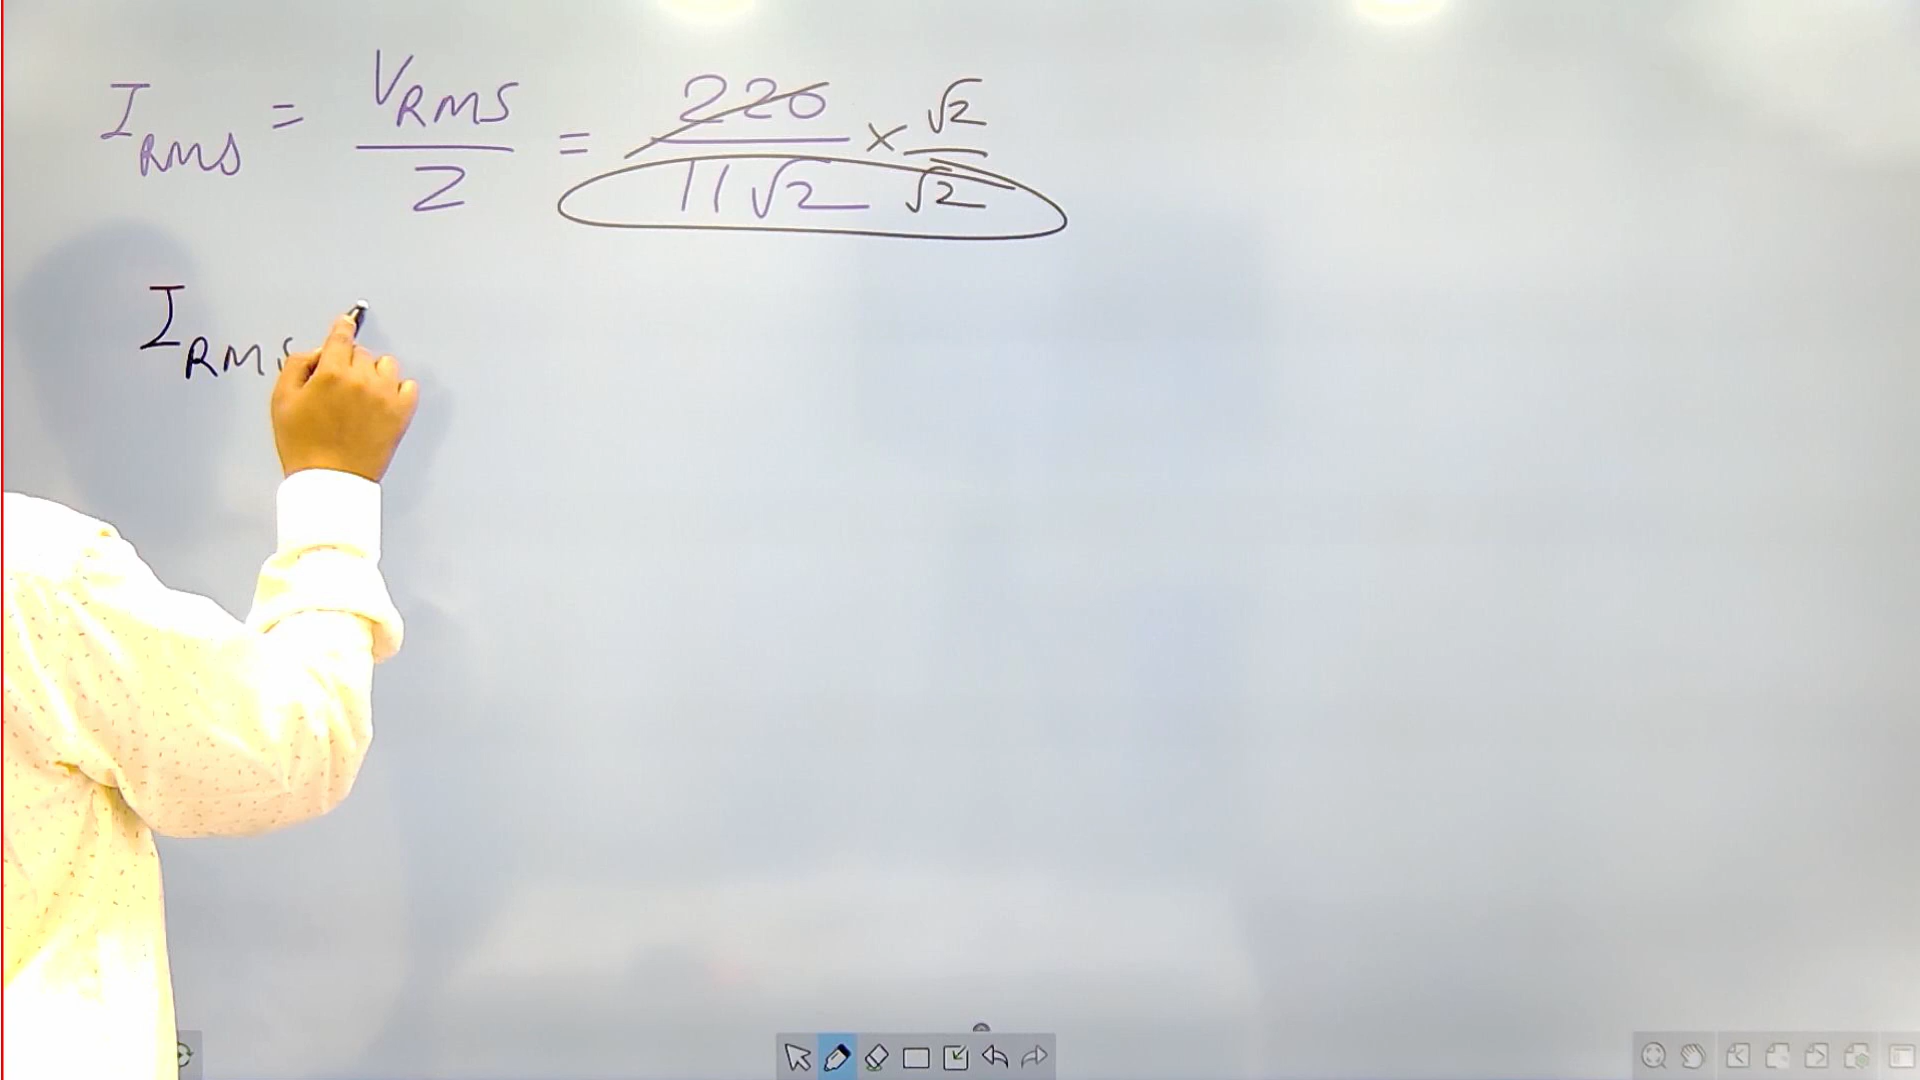 I_RMS = V_RMS / Z = 220 / 11√2 × √2 / √2
I_RMS